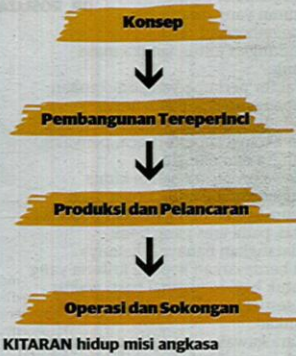 Konsep
Pembangunan Tereperinci
Produksi dan Pelancaran
Operasi dan Sokongan
KITARAN hidup misi angkasa